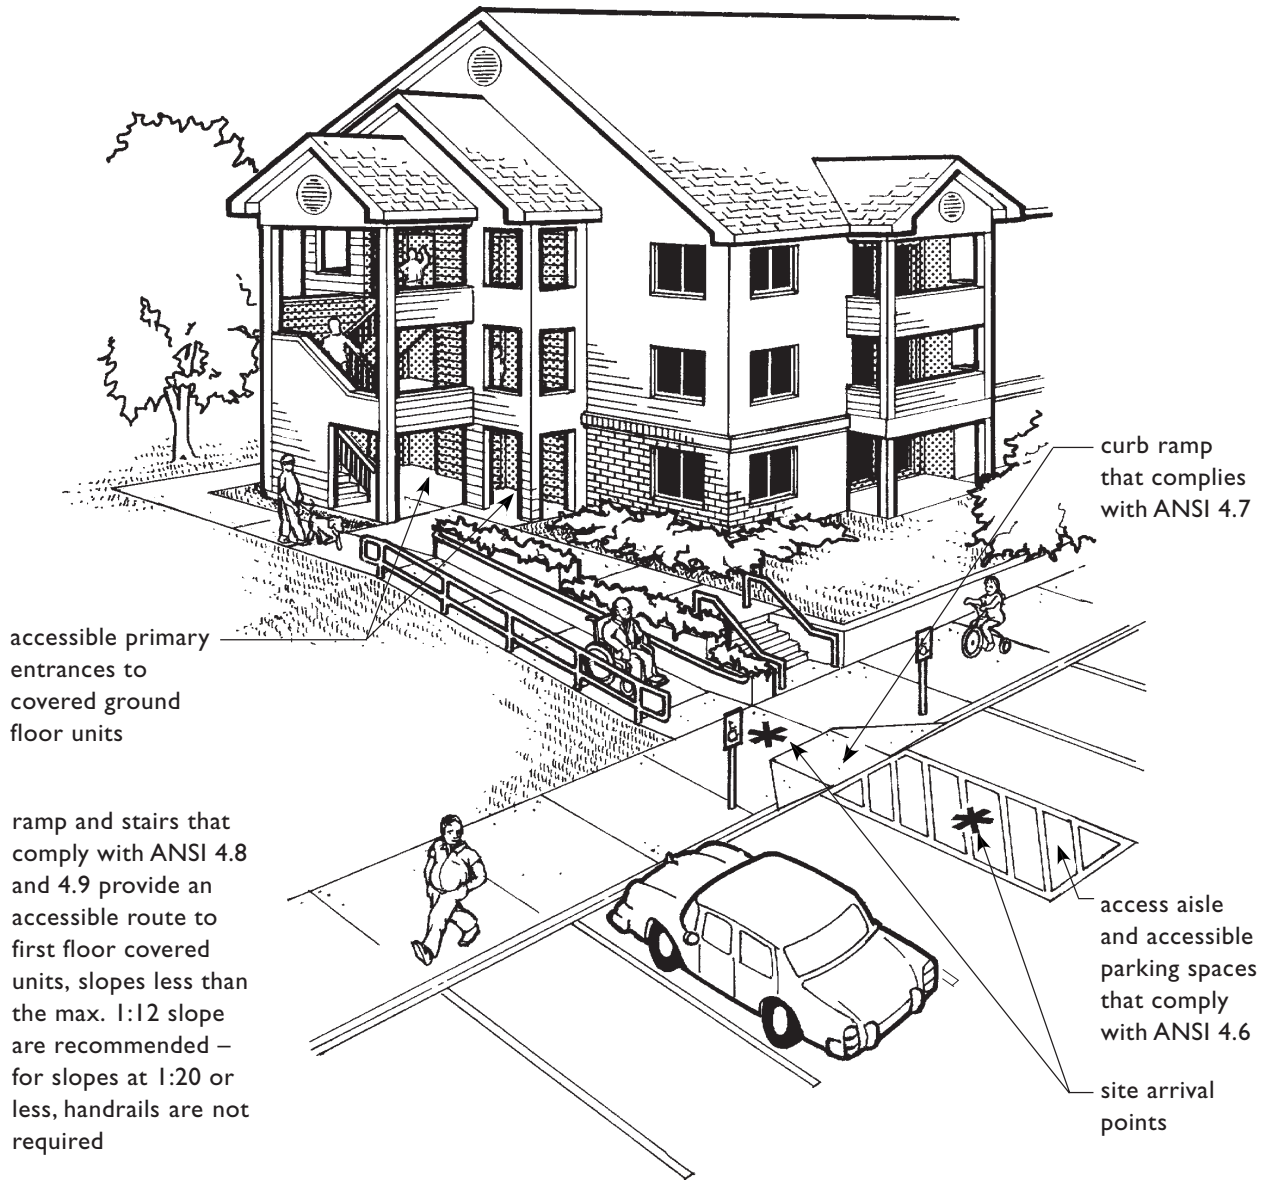 curb ramp
that complies
with ANSI 4.7
accessible primary
entrances to
covered ground
floor units
ramp and stairs that
comply with ANSI 4.8
and 4.9 provide an
accessible route to
first floor covered
units, slopes less than
the max. 1:12 slope
are recommended –
for slopes at 1:20 or
less, handrails are not
required
access aisle
and accessible
parking spaces
that comply
with ANSI 4.6
site arrival
points